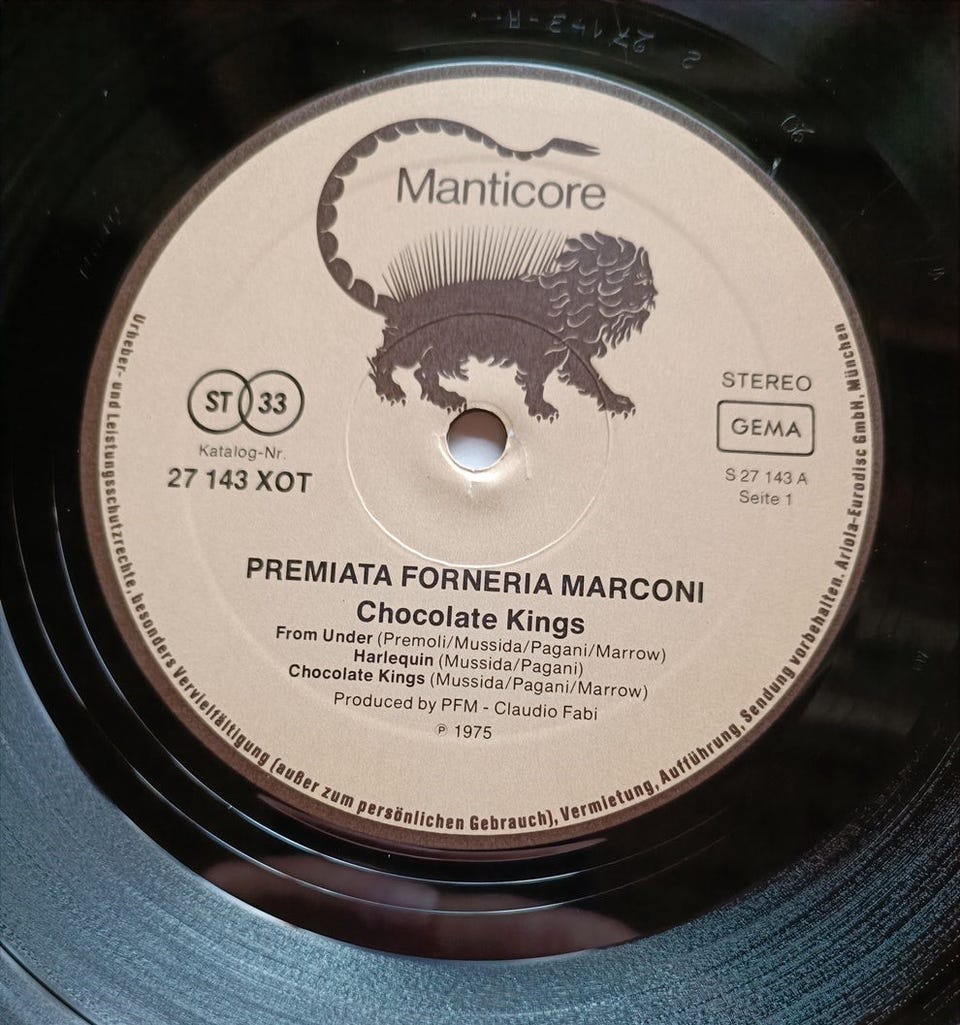 27143-A
Manticore
ST 33
Katalog-Nr.
27 143 XOT
STEREO
GEMA
S 27 143 A
Seite 1
PREMIATA FORNERIA MARCONI
Chocolate Kings
From Under (Premoli/Mussida/Pagani/Marrow)
Harlequin (Mussida/Pagani)
Chocolate Kings (Mussida/Pagani/Marrow)
Produced by PFM - Claudio Fabi
℗ 1975
Urheber- und Leistungsschutzrechte, besonders Vervielfältigung (außer zum persönlichen Gebrauch), Vermietung, Aufführung, Sendung vorbehalten. Ariola-Eurodisc GmbH, München